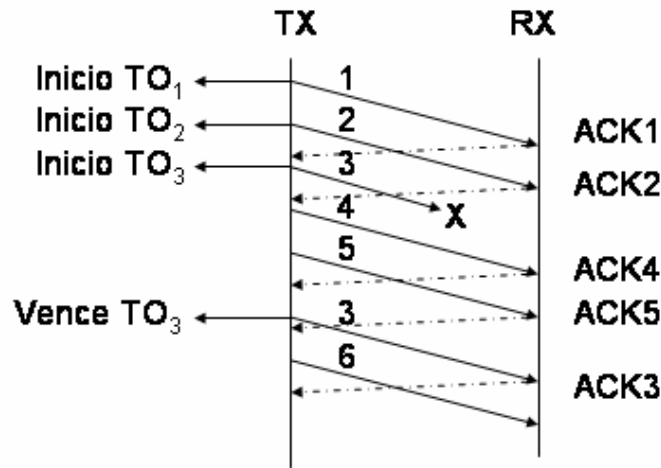 TX RX
Inicio TO₁ 1
Inicio TO₂ 2 ACK1
Inicio TO₃ 3 ACK2
4 X
5 ACK4
Vence TO₃ 3 ACK5
6 ACK3